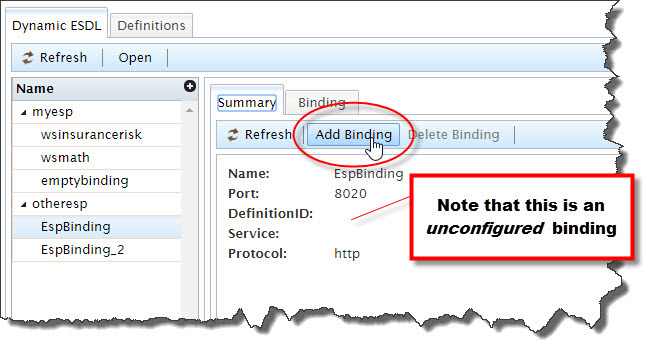 Dynamic ESDL Definitions
Refresh Open
Name
myesp
wsinsurancerisk
wsmath
emptybinding
otheresp
EspBinding
EspBinding_2
Summary Binding
Refresh Add Binding Delete Binding
Name: EspBinding
Port: 8020
DefinitionID:
Service:
Protocol: http
Note that this is an
unconfigured binding